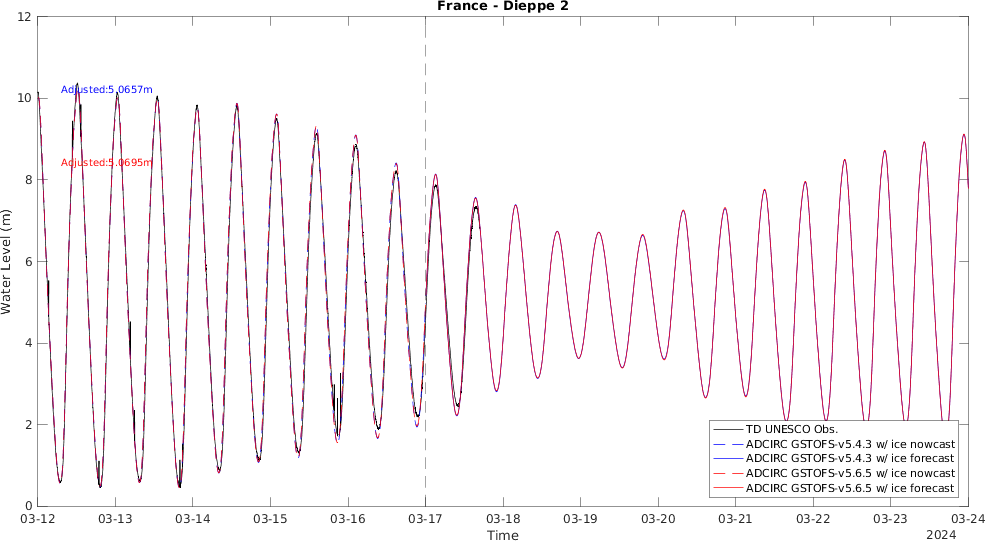 France - Dieppe 2
12
10
8
6
4
2
0
Water Level (m)
Adjusted:5.0657m
Adjusted:5.0695m
TD UNESCO Obs.
ADCIRC GSTOFS-v5.4.3 w/ ice nowcast
ADCIRC GSTOFS-v5.4.3 w/ ice forecast
ADCIRC GSTOFS-v5.6.5 w/ ice nowcast
ADCIRC GSTOFS-v5.6.5 w/ ice forecast
03-12 03-13 03-14 03-15 03-16 03-17 03-18 03-19 03-20 03-21 03-22 03-23 03-24
Time
2024